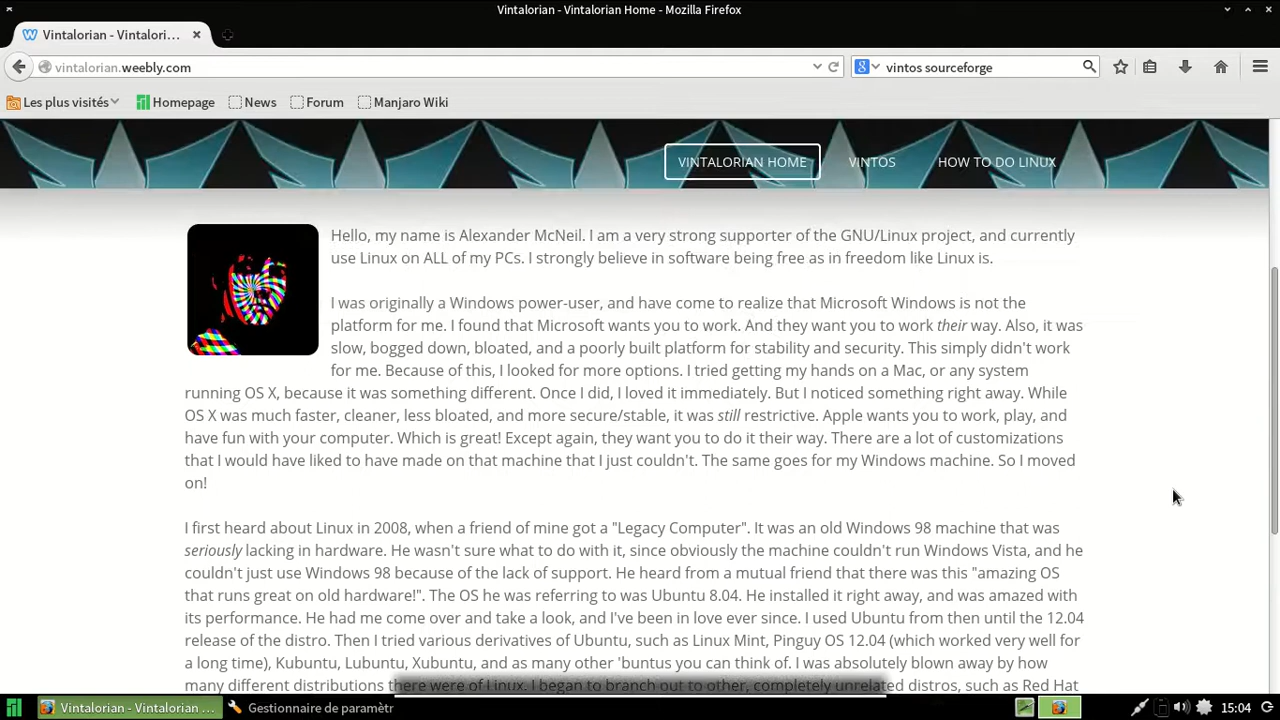 Vintalorian - Vintalorian Home - Mozilla Firefox
Vintalorian - Vintalori...
vintalorian.weebly.com
vintos sourceforge
Les plus visités
Homepage
News
Forum
Manjaro Wiki
VINTALORIAN HOME
VINTOS
HOW TO DO LINUX
Hello, my name is Alexander McNeil. I am a very strong supporter of the GNU/Linux project, and currently
use Linux on ALL of my PCs. I strongly believe in software being free as in freedom like Linux is.
I was originally a Windows power-user, and have come to realize that Microsoft Windows is not the
platform for me. I found that Microsoft wants you to work. And they want you to work their way. Also, it was
slow, bogged down, bloated, and a poorly built platform for stability and security. This simply didn't work
for me. Because of this, I looked for more options. I tried getting my hands on a Mac, or any system
running OS X, because it was something different. Once I did, I loved it immediately. But I noticed something right away. While
OS X was much faster, cleaner, less bloated, and more secure/stable, it was still restrictive. Apple wants you to work, play, and
have fun with your computer. Which is great! Except again, they want you to do it their way. There are a lot of customizations
that I would have liked to have made on that machine that I just couldn't. The same goes for my Windows machine. So I moved
on!
I first heard about Linux in 2008, when a friend of mine got a "Legacy Computer". It was an old Windows 98 machine that was
seriously lacking in hardware. He wasn't sure what to do with it, since obviously the machine couldn't run Windows Vista, and he
couldn't just use Windows 98 because of the lack of support. He heard from a mutual friend that there was this "amazing OS
that runs great on old hardware!". The OS he was referring to was Ubuntu 8.04. He installed it right away, and was amazed with
its performance. He had me come over and take a look, and I've been in love ever since. I used Ubuntu from then until the 12.04
release of the distro. Then I tried various derivatives of Ubuntu, such as Linux Mint, Pinguy OS 12.04 (which worked very well for
a long time), Kubuntu, Lubuntu, Xubuntu, and as many other 'buntus you can think of. I was absolutely blown away by how
many different distributions there were of Linux. I began to branch out to other, completely unrelated distros, such as Red Hat
Vintalorian - Vintalorian ...
Gestionnaire de paramètr
15:04